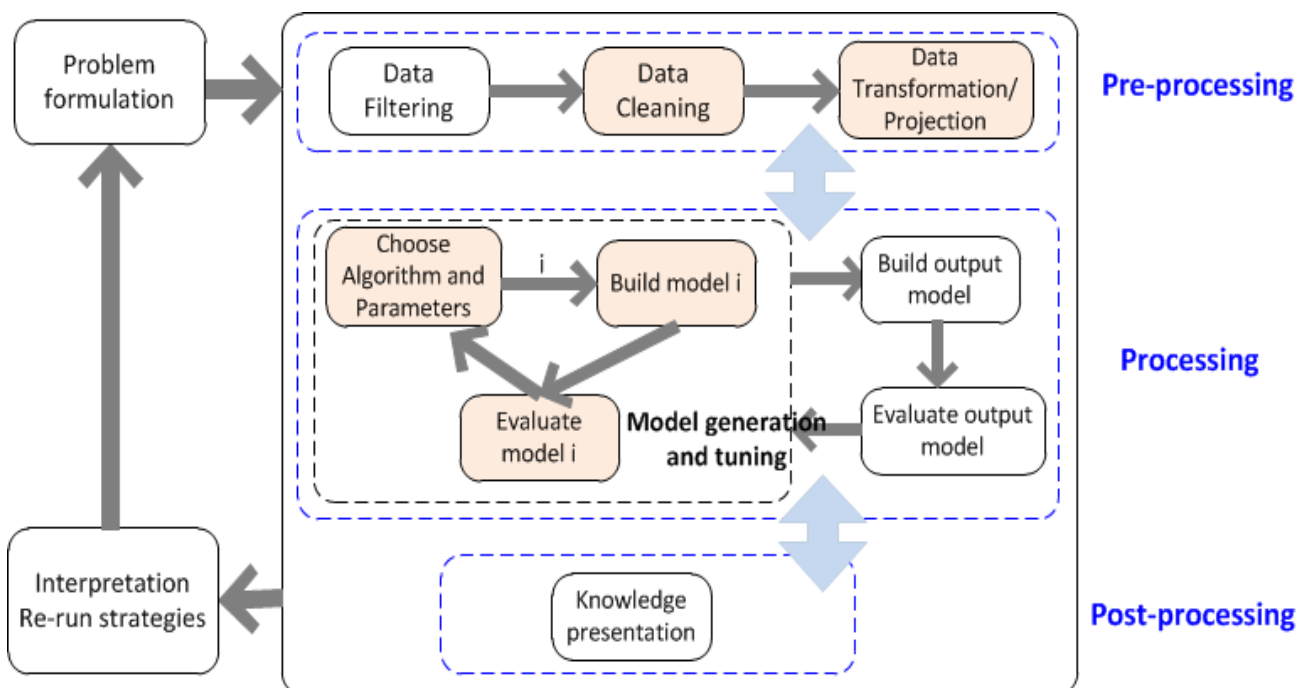 Problem
formulation
Data
Filtering
Data
Cleaning
Data
Transformation/
Projection
Pre-processing
Choose
Algorithm and
Parameters
i
Build model i
Evaluate
model i
Model generation
and tuning
Build output
model
Evaluate output
model
Processing
Interpretation
Re-run strategies
Knowledge
presentation
Post-processing